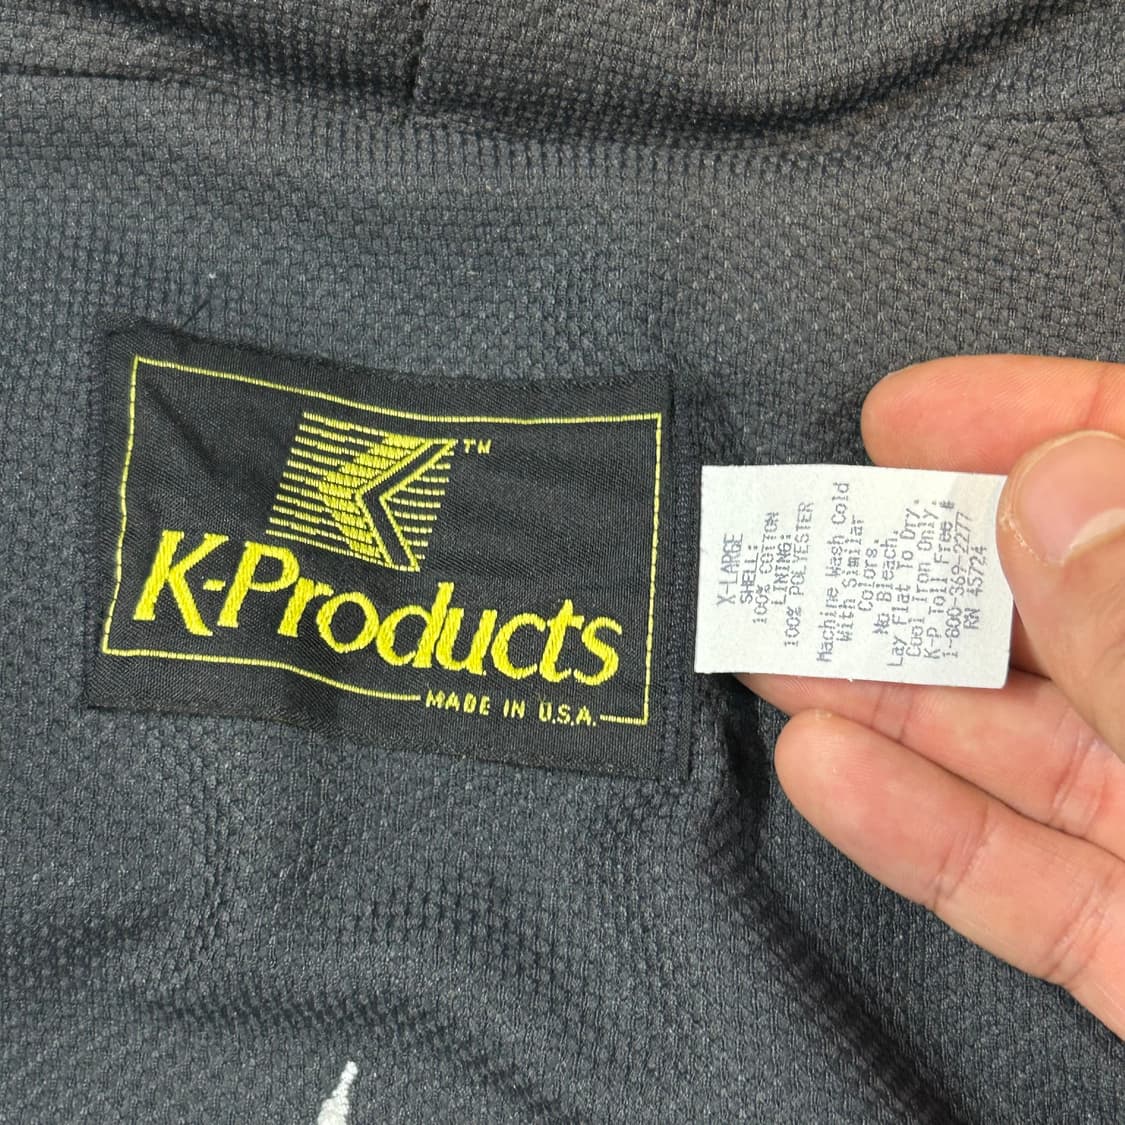 TM
K-Products
MADE IN U.S.A.
X-LARGE
SHELL:
100% COTTON
LINING:
100% POLYESTER
Machine Wash Cold
With Similar
Colors.
No Bleach.
Lay Flat To Dry.
Cool Iron Only.
K-P Toll Free #
1-800-369-2277
RN 45724